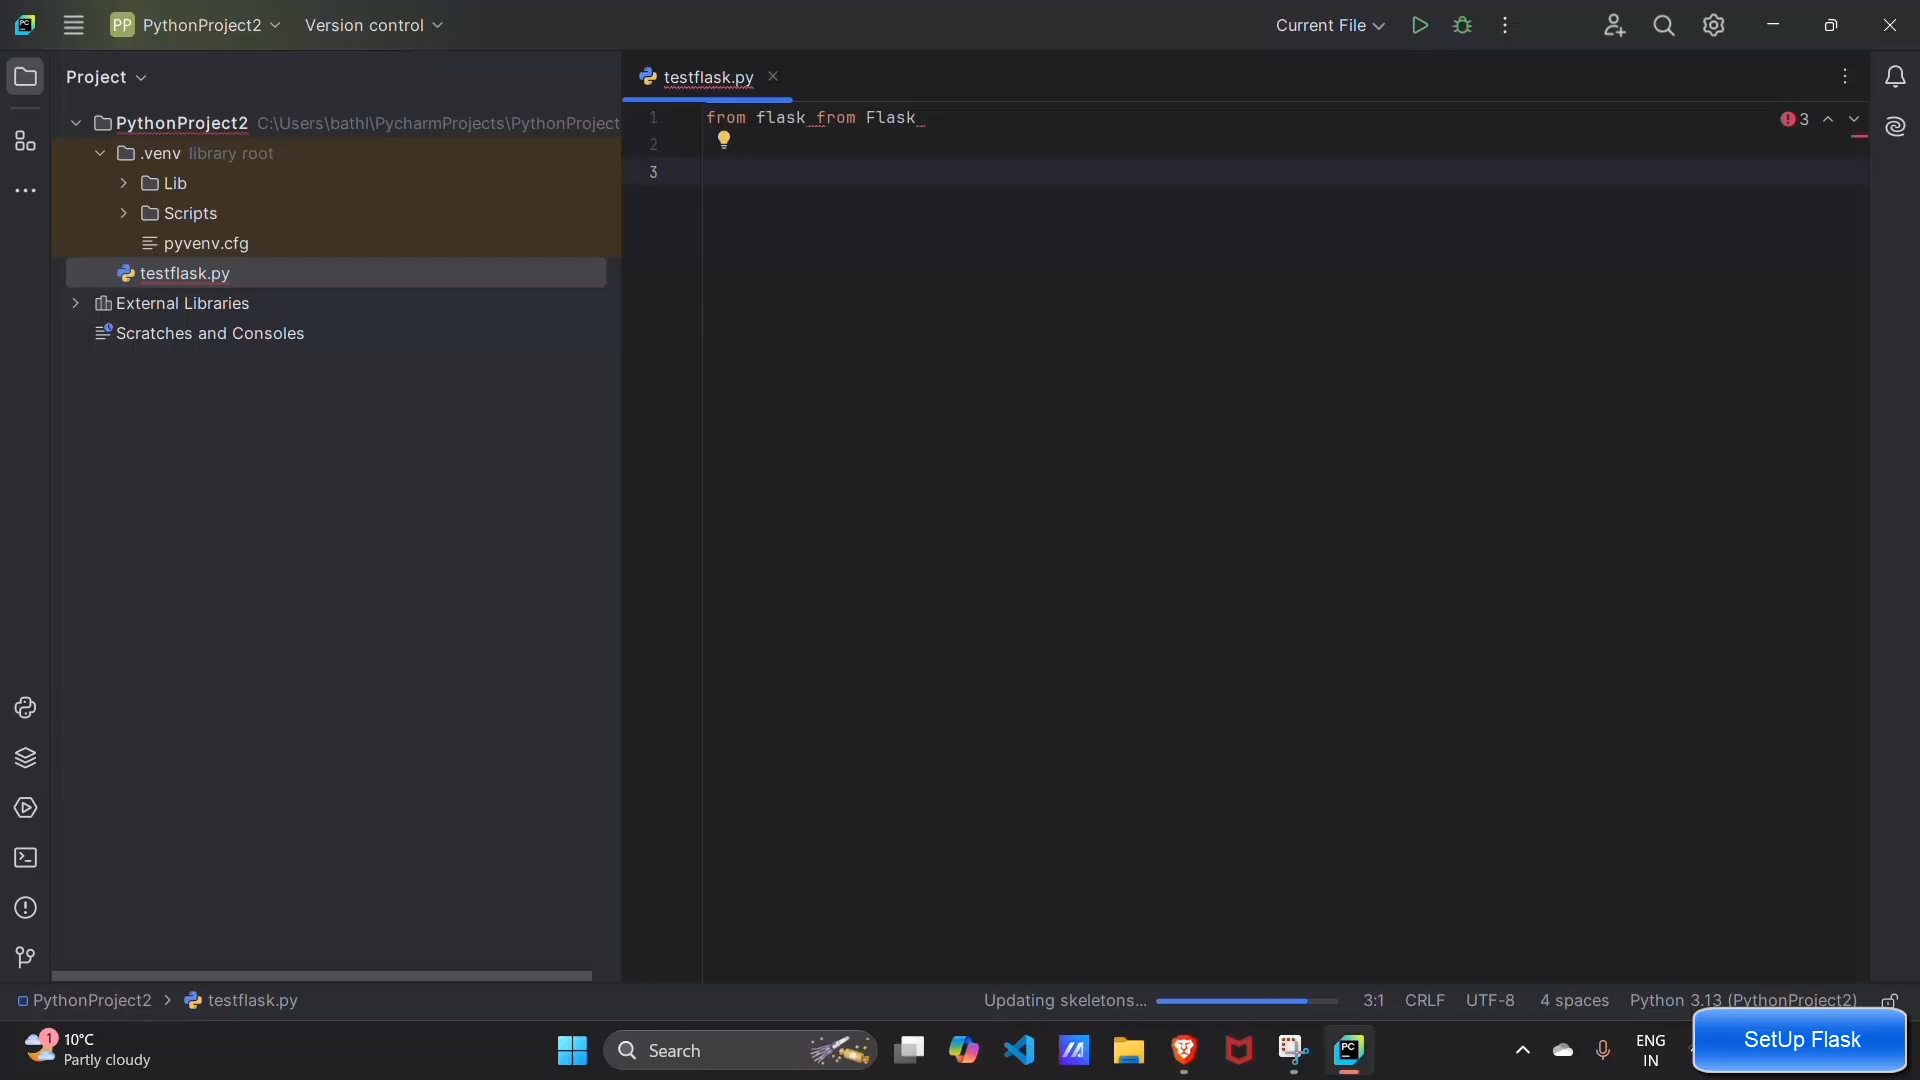 PC
PP PythonProject2
Version control
Current File
Project
testflask.py
PythonProject2 C:\Users\bathl\PycharmProjects\PythonProject
.venv library root
Lib
Scripts
pyvenv.cfg
testflask.py
External Libraries
Scratches and Consoles
1 from flask from Flask
2
3
3
PythonProject2 > testflask.py
Updating skeletons...
3:1
CRLF
UTF-8
4 spaces
Python 3.13 (PythonProject2)
1
10°C
Partly cloudy
Search
PC
ENG
IN
SetUp Flask